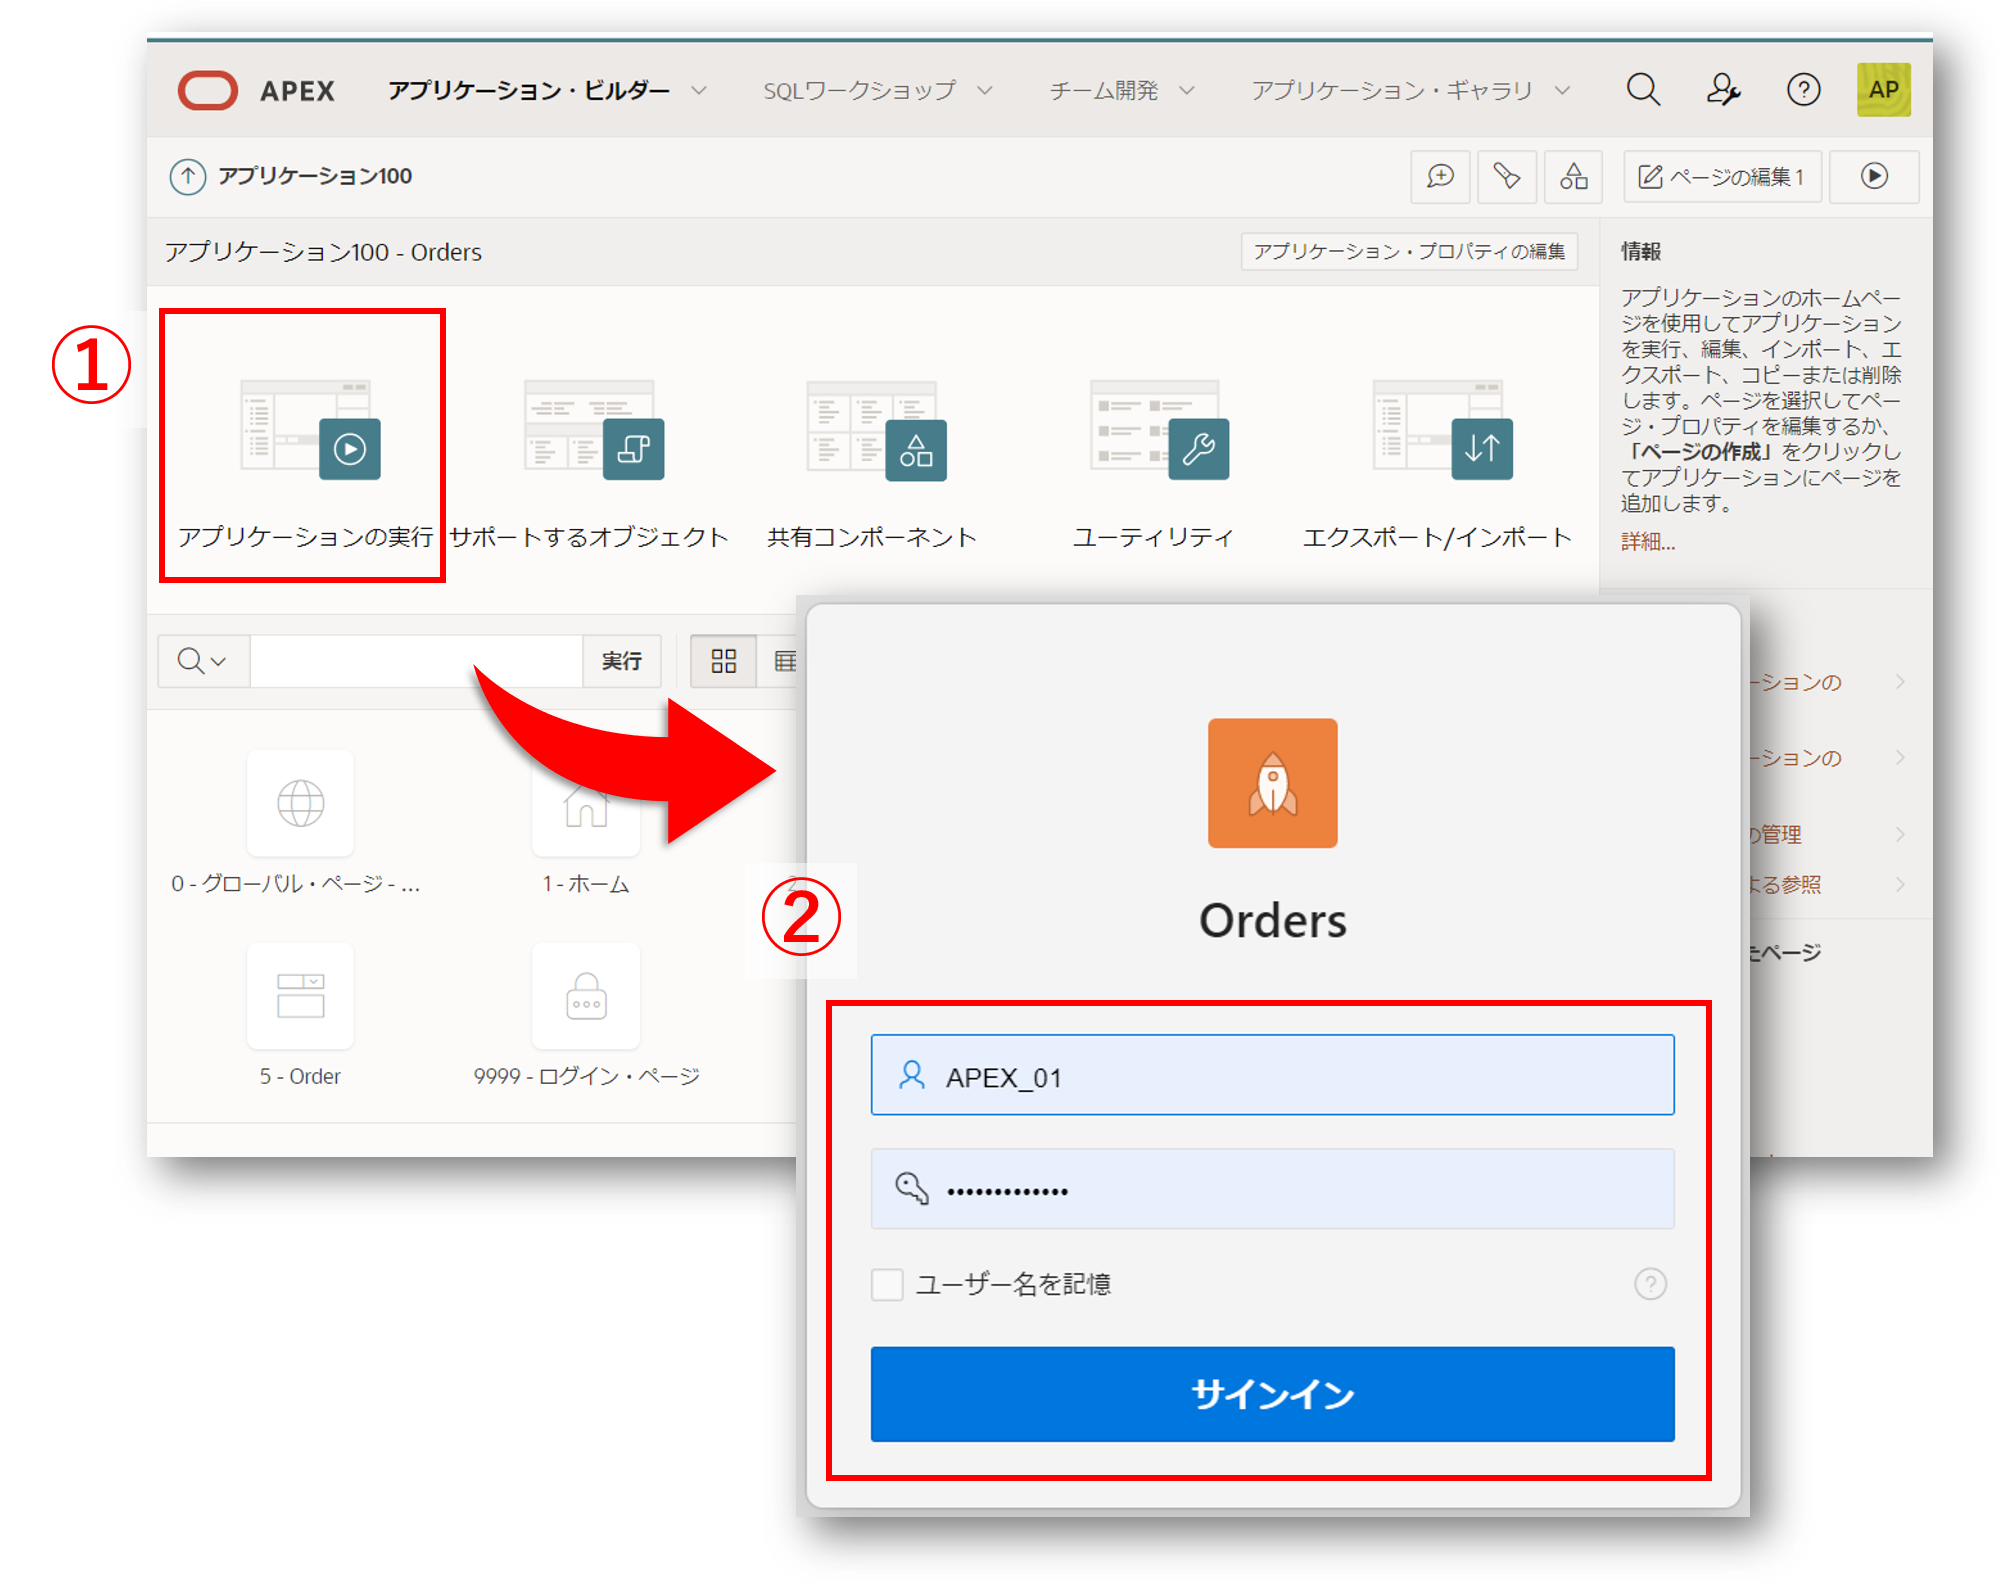 APEX アプリケーション・ビルダー SQLワークショップ チーム開発 アプリケーション・ギャラリ AP
アプリケーション100 ページの編集 1
アプリケーション100 - Orders アプリケーション・プロパティの編集
①
アプリケーションの実行 サポートするオブジェクト 共有コンポーネント ユーティリティ エクスポート/インポート
情報
アプリケーションのホームペー
ジを使用してアプリケーション
を実行、編集、インポート、エ
クスポート、コピーまたは削除
します。ページを選択してペー
ジ・プロパティを編集するか、
「ページの作成」をクリックし
てアプリケーションにページを
追加します。
詳細...
実行
ーションの
ーションの
の管理
よる参照
たページ
0 - グローバル・ページ - ... 1 - ホーム 2
5 - Order 9999 - ログイン・ページ
②
Orders
APEX_01
•••••••••••••
ユーザー名を記憶
サインイン